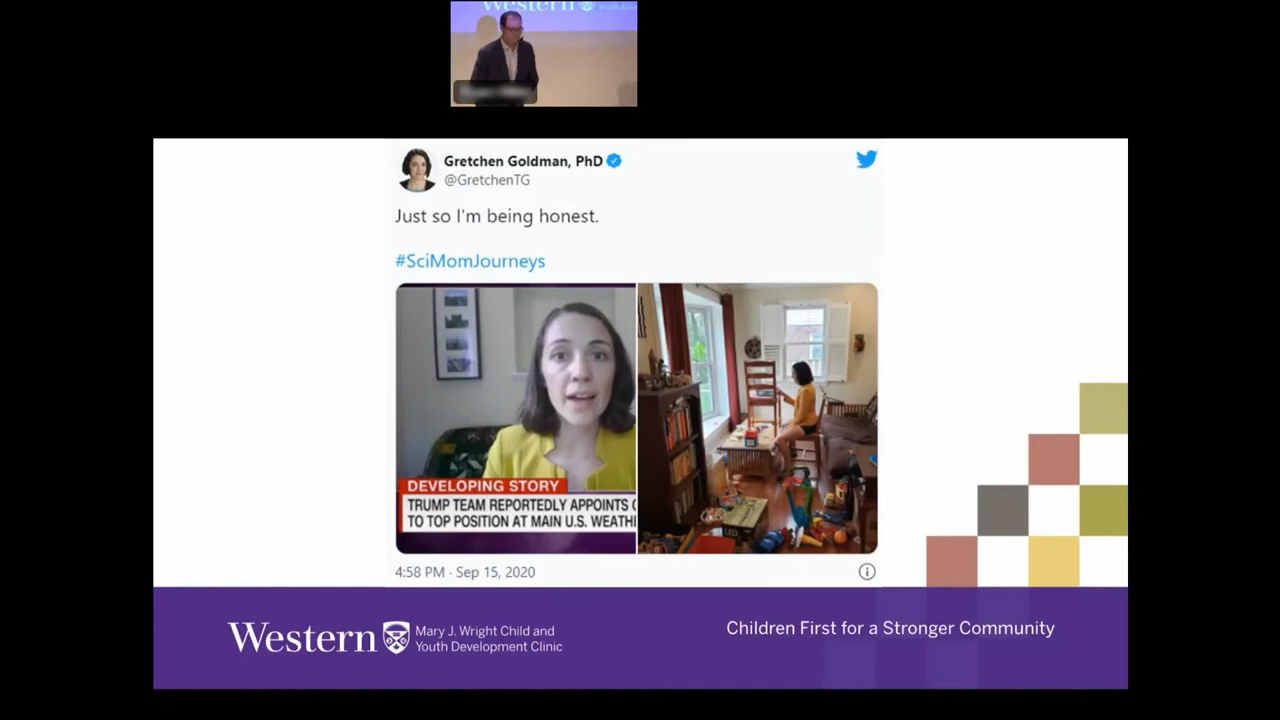 Western
Gretchen Goldman, PhD
@GretchenTG
Just so I'm being honest.
#SciMomJourneys
DEVELOPING STORY
TRUMP TEAM REPORTEDLY APPOINTS
TO TOP POSITION AT MAIN U.S.
4:58 PM · Sep 15, 2020
Western
Mary J. Wright Child and
Youth Development Clinic
Children First for a Stronger Community